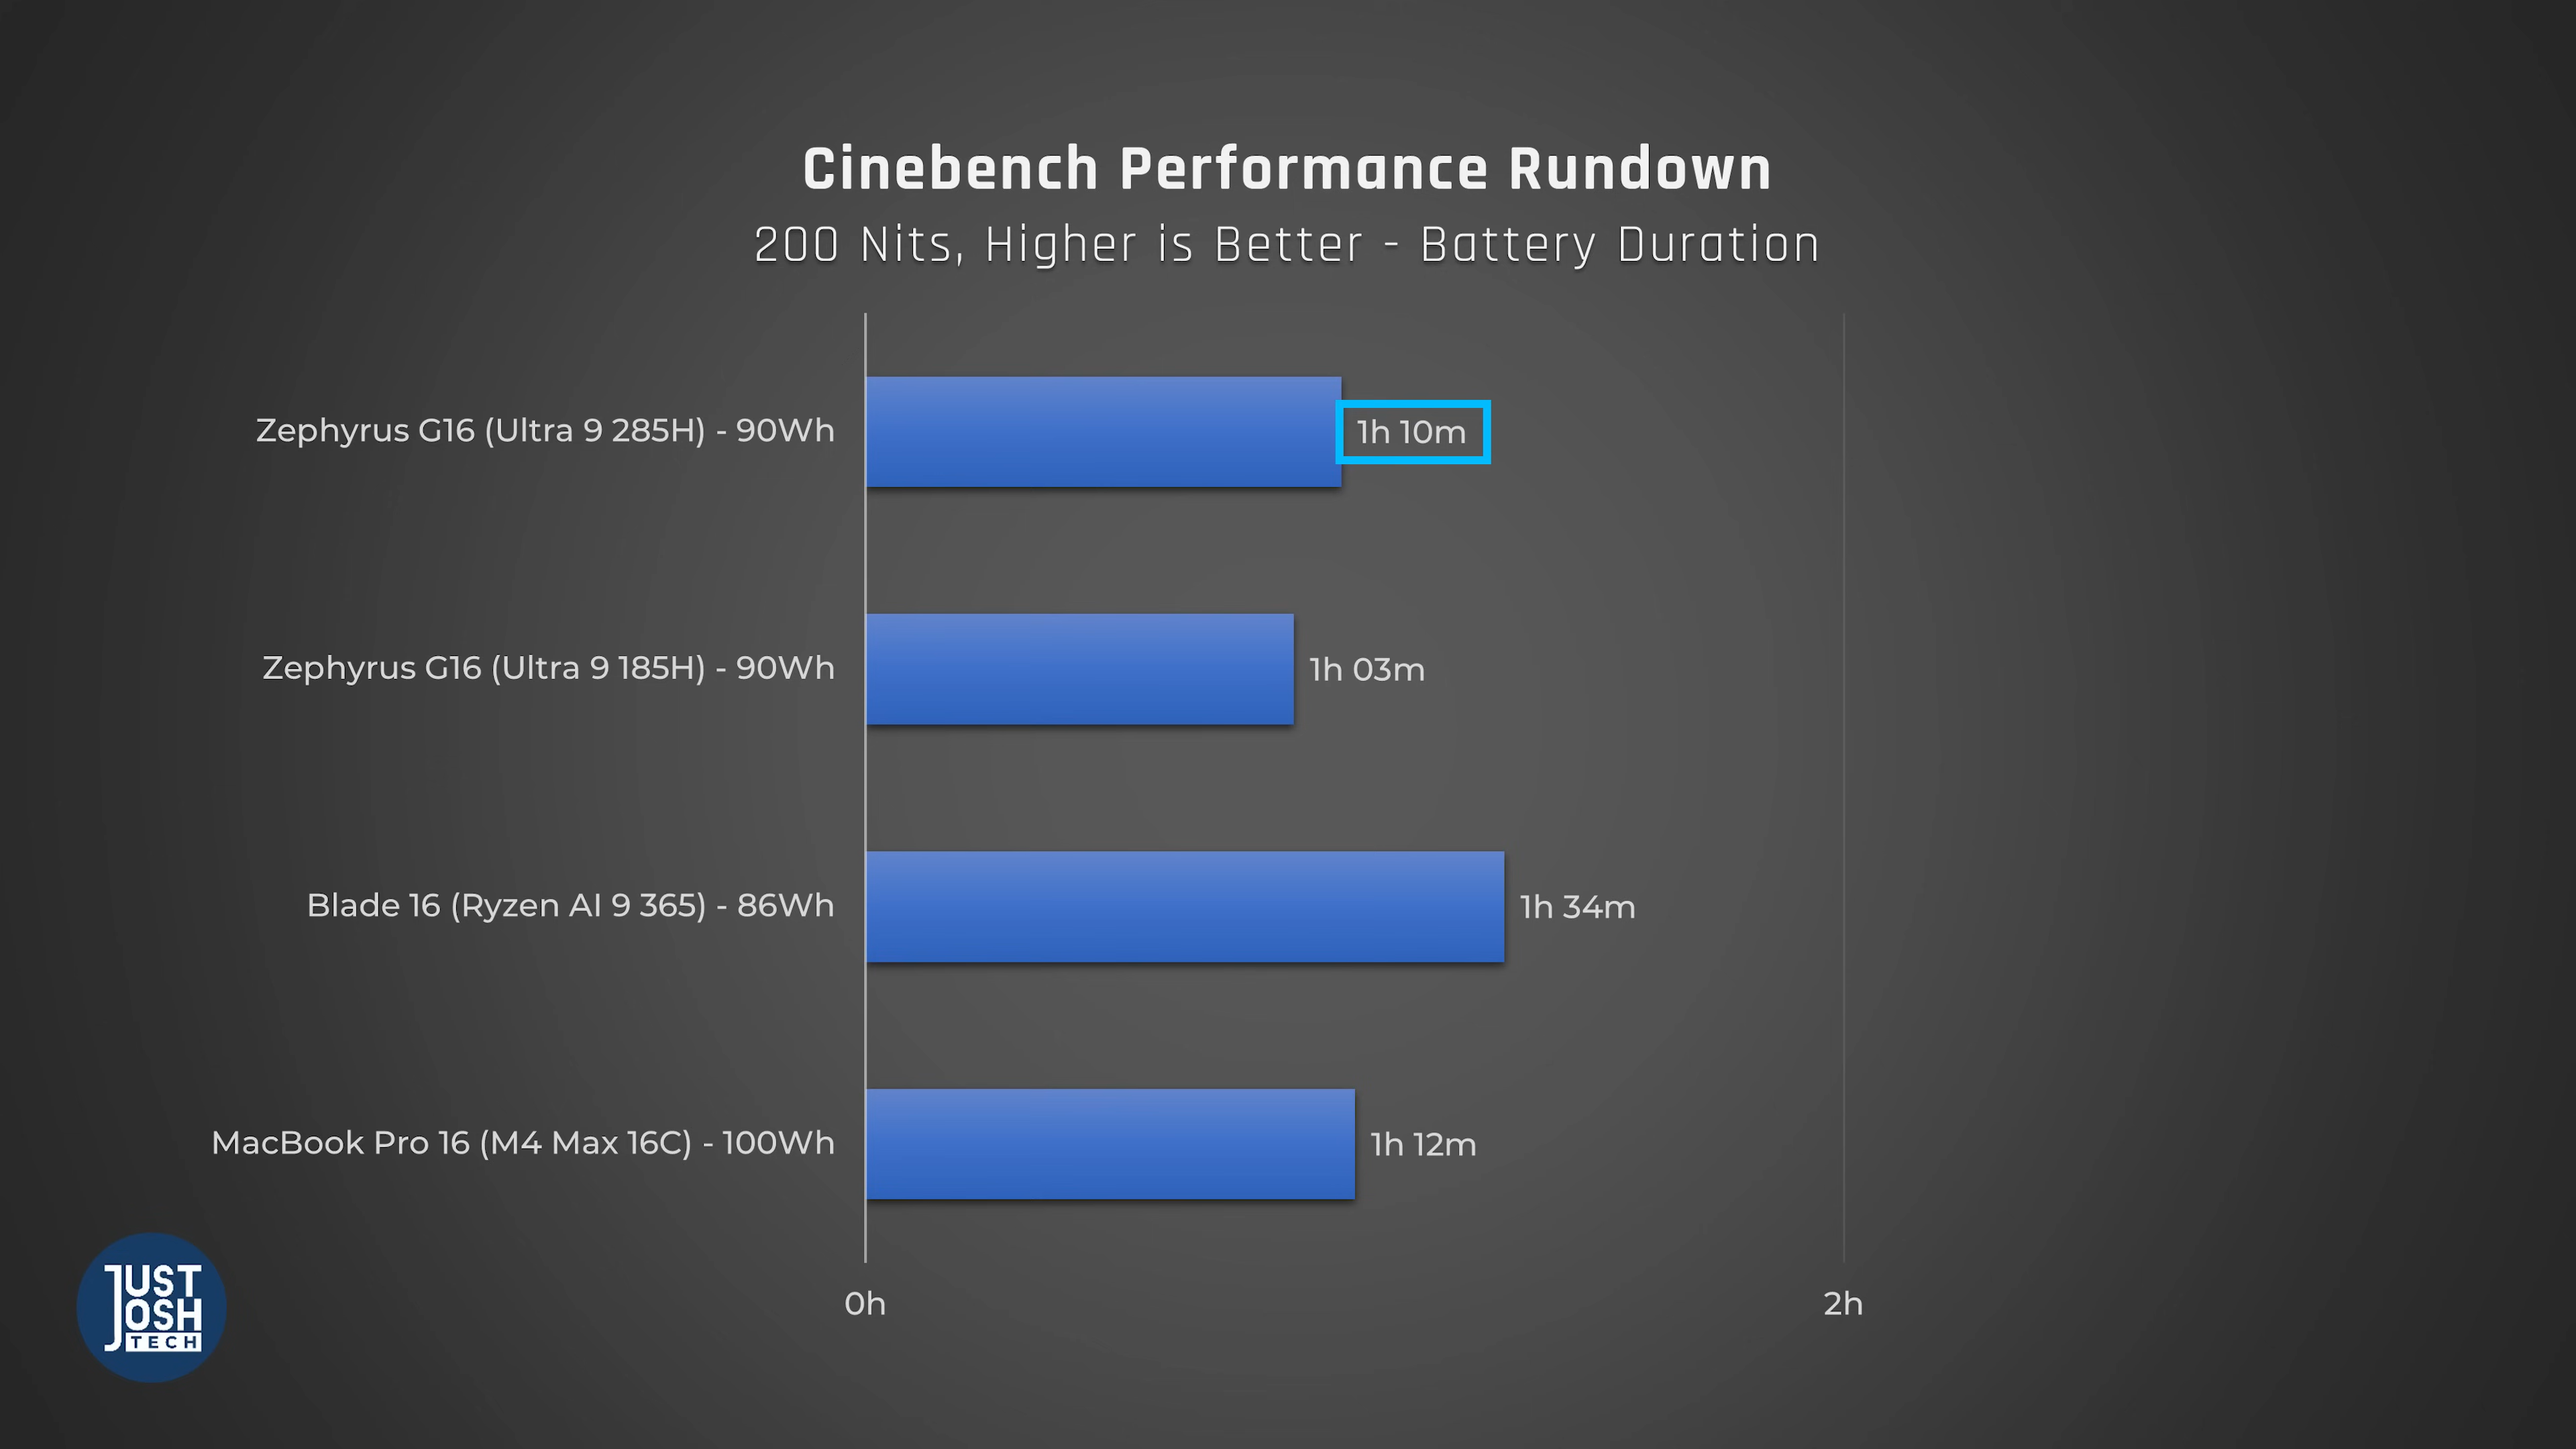 Cinebench Performance Rundown
200 Nits, Higher is Better - Battery Duration
Zephyrus G16 (Ultra 9 285H) - 90Wh 1h 10m
Zephyrus G16 (Ultra 9 185H) - 90Wh 1h 03m
Blade 16 (Ryzen AI 9 365) - 86Wh 1h 34m
MacBook Pro 16 (M4 Max 16C) - 100Wh 1h 12m
0h 2h
JUST
JOSH
TECH